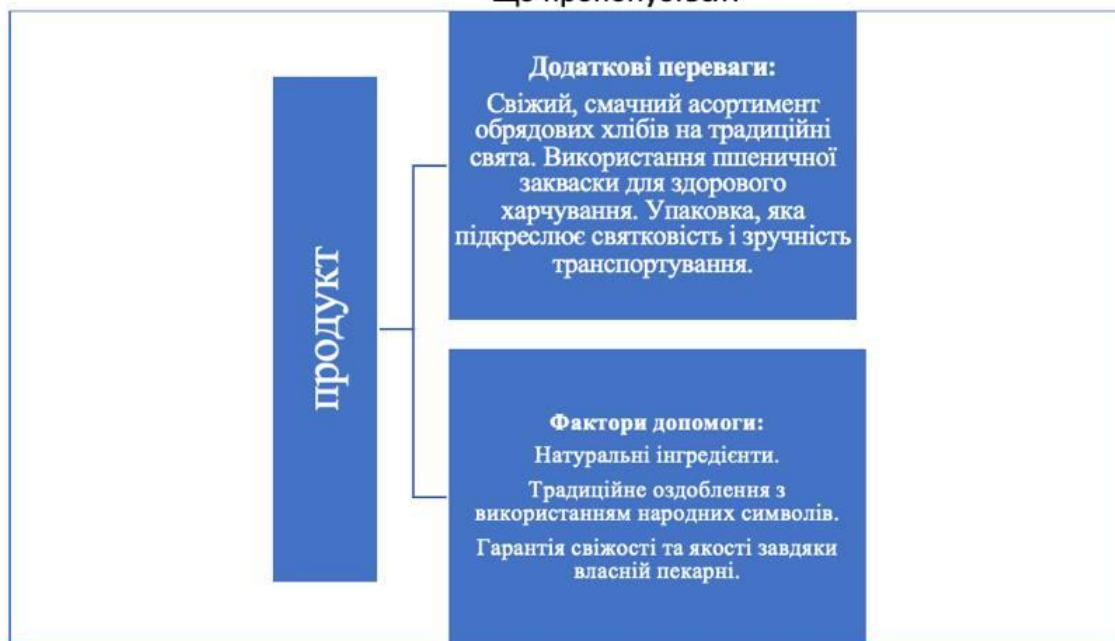 продукт
Додаткові переваги:
Свіжий, смачний асортимент
обрядових хлібів на традиційні
свята. Використання пшеничної
закваски для здорового
харчування. Упаковка, яка
підкреслює святковість і зручність
транспортування.
Фактори допомоги:
Натуральні інгредієнти.
Традиційне оздоблення з
використанням народних символів.
Гарантія свіжості та якості завдяки
власній пекарні.